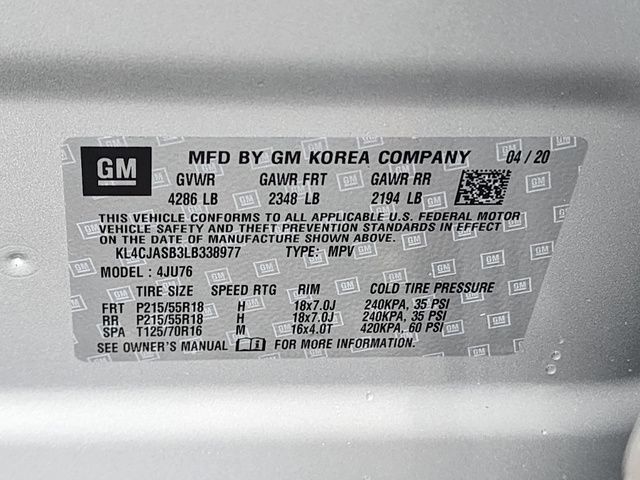 GM MFD BY GM KOREA COMPANY 04 / 20
GVWR GAWR FRT GAWR RR
4286 LB 2348 LB 2194 LB
THIS VEHICLE CONFORMS TO ALL APPLICABLE U.S. FEDERAL MOTOR
VEHICLE SAFETY AND THEFT PREVENTION STANDARDS IN EFFECT
ON THE DATE OF MANUFACTURE SHOWN ABOVE.
KL4CJASB3LB338977 TYPE: MPV
MODEL : 4JU76
TIRE SIZE SPEED RTG RIM COLD TIRE PRESSURE
FRT P215/55R18 H 18x7.0J 240KPA, 35 PSI
RR P215/55R18 H 18x7.0J 240KPA, 35 PSI
SPA T125/70R16 M 16x4.0T 420KPA, 60 PSI
SEE OWNER'S MANUAL FOR MORE INFORMATION.